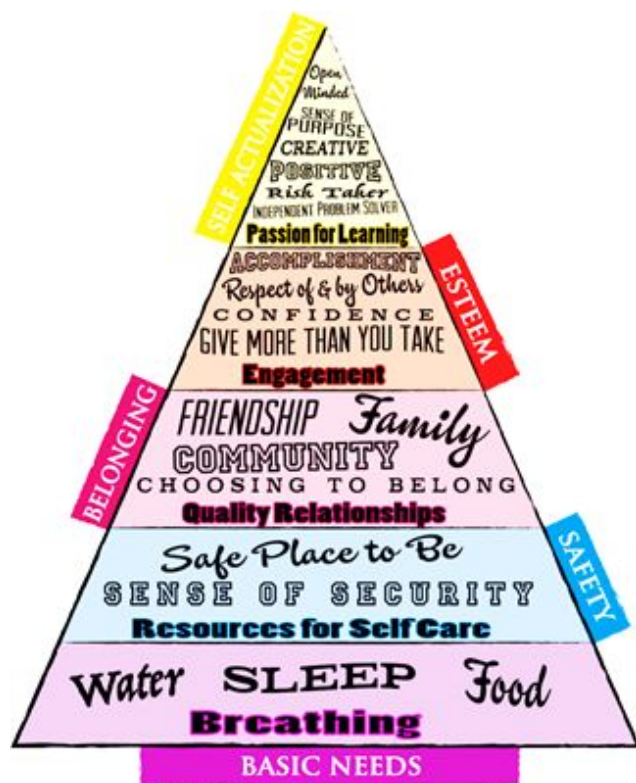 SELF ACTUALIZATION
Open
Minded
SENSE OF
PURPOSE
CREATIVE
POSITIVE
Risk Taker
INDEPENDENT PROBLEM SOLVER
Passion for Learning
ESTEEM
ACCOMPLISHMENT
Respect of & by Others
CONFIDENCE
GIVE MORE THAN YOU TAKE
Engagement
BELONGING
FRIENDSHIP Family
COMMUNITY
CHOOSING TO BELONG
Quality Relationships
SAFETY
Safe Place to Be
SENSE OF SECURITY
Resources for Self Care
Water SLEEP Food
Breathing
BASIC NEEDS